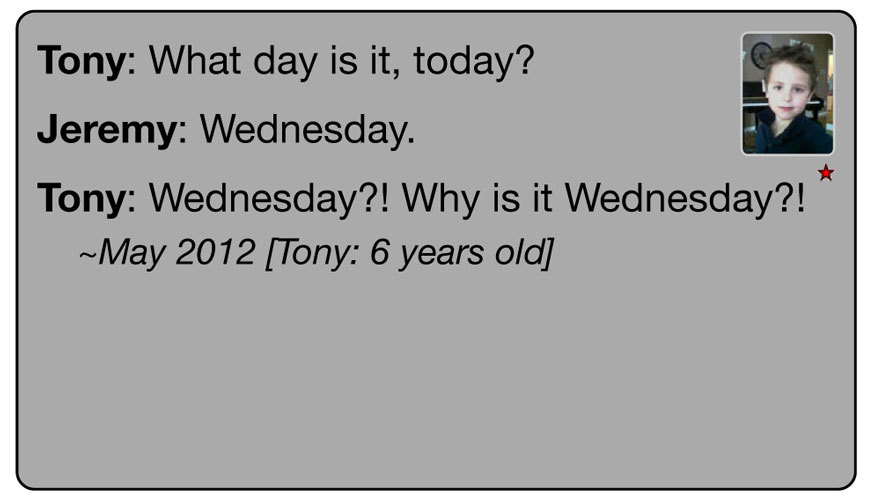 Tony: What day is it, today?
Jeremy: Wednesday.
Tony: Wednesday?! Why is it Wednesday?!
~May 2012 [Tony: 6 years old]